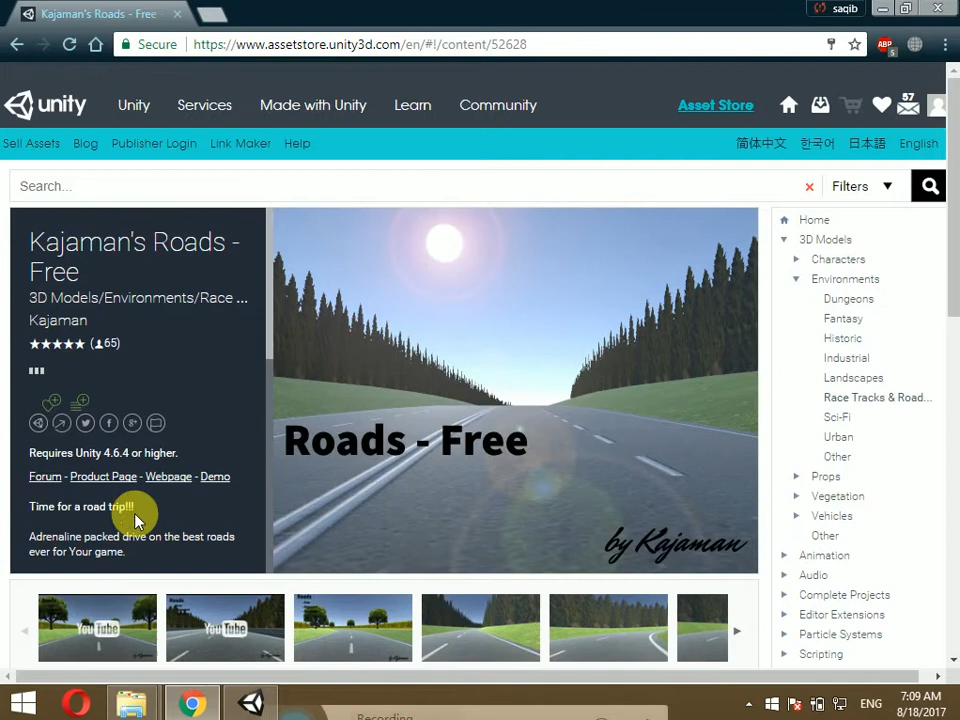 Kajaman's Roads - Free
saqib
Secure
https://www.assetstore.unity3d.com/en/#!/content/52628
ABP
5
unity
Unity
Services
Made with Unity
Learn
Community
Asset Store
57
Sell Assets
Blog
Publisher Login
Link Maker
Help
简体中文
한국어
日本語
English
Search...
Filters
Kajaman's Roads -
Free
3D Models/Environments/Race ...
Kajaman
(65)
Requires Unity 4.6.4 or higher.
Forum - Product Page - Webpage - Demo
Time for a road trip!!!
Adrenaline packed drive on the best roads
ever for Your game.
Roads - Free
by Kajaman
Home
3D Models
Characters
Environments
Dungeons
Fantasy
Historic
Industrial
Landscapes
Race Tracks & Road...
Sci-Fi
Urban
Other
Props
Vegetation
Vehicles
Other
Animation
Audio
Complete Projects
Editor Extensions
Particle Systems
Scripting
YouTube
YouTube
Recording
ENG
7:09 AM
8/18/2017